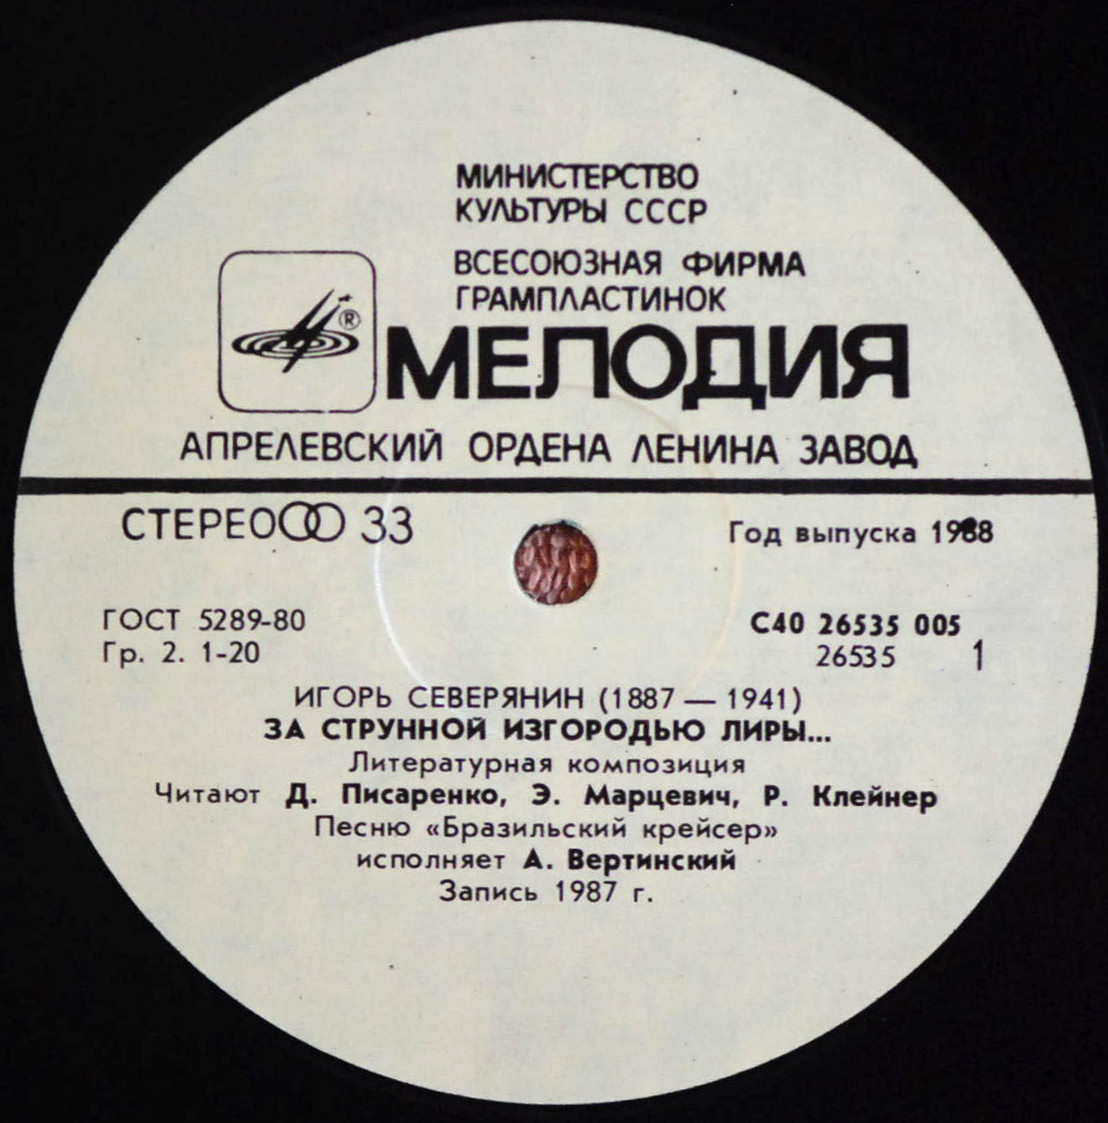 МИНИСТЕРСТВО
КУЛЬТУРЫ СССР
ВСЕСОЮЗНАЯ ФИРМА
ГРАМПЛАСТИНОК
®
МЕЛОДИЯ
АПРЕЛЕВСКИЙ ОРДЕНА ЛЕНИНА ЗАВОД
СТЕРЕО 33
Год выпуска 1988
ГОСТ 5289-80
Гр. 2. 1-20
С40 26535 005
26535 1
ИГОРЬ СЕВЕРЯНИН (1887 — 1941)
ЗА СТРУННОЙ ИЗГОРОДЬЮ ЛИРЫ...
Литературная композиция
Читают Д. Писаренко, Э. Марцевич, Р. Клейнер
Песню «Бразильский крейсер»
исполняет А. Вертинский
Запись 1987 г.